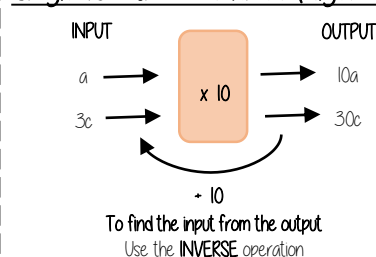 INPUT
OUTPUT
a
x 10
10a
3c
30c
÷ 10
To find the input from the output
Use the INVERSE operation